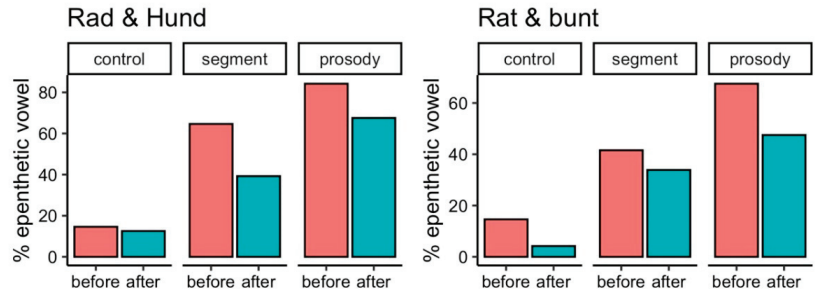 Rad & Hund
control segment prosody
% epenthetic vowel
80
60
40
20
0
before after before after before after
Rat & bunt
control segment prosody
% epenthetic vowel
60
40
20
0
before after before after before after